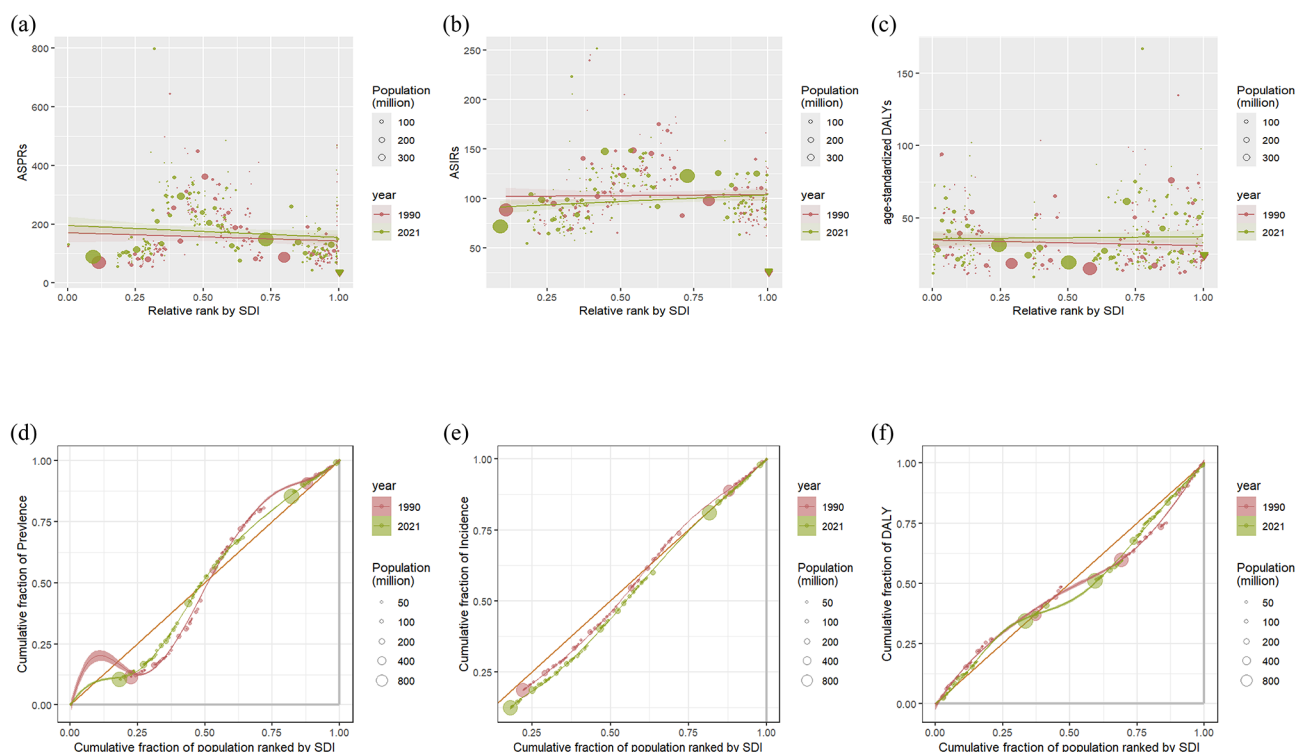 (a)
ASPRs
800
600
400
200
0
0.00
0.25
0.50
0.75
1.00
Relative rank by SDI
Population
(million)
100
200
300
year
1990
2021
(b)
ASIRs
250
200
150
100
50
0.25
0.50
0.75
1.00
Relative rank by SDI
Population
(million)
100
200
300
year
1990
2021
(c)
age-standardized DALYs
150
100
50
0.00
0.25
0.50
0.75
1.00
Relative rank by SDI
Population
(million)
100
200
300
year
1990
2021
(d)
Cumulative fraction of Prevylence
1.00
0.75
0.50
0.25
0.00
0.00
0.25
0.50
0.75
1.00
Cumulative fraction of population ranked by SDI
year
1990
2021
Population
(million)
50
100
200
400
800
(e)
Cumulative fraction of Incidence
1.00
0.75
0.50
0.25
0.25
0.50
0.75
1.00
Cumulative fraction of population ranked by SDI
year
1990
2021
Population
(million)
50
100
200
400
800
(f)
Cumulative fraction of DALY
1.00
0.75
0.50
0.25
0.00
0.00
0.25
0.50
0.75
1.00
Cumulative fraction of population ranked by SDI
year
1990
2021
Population
(million)
50
100
200
400
800